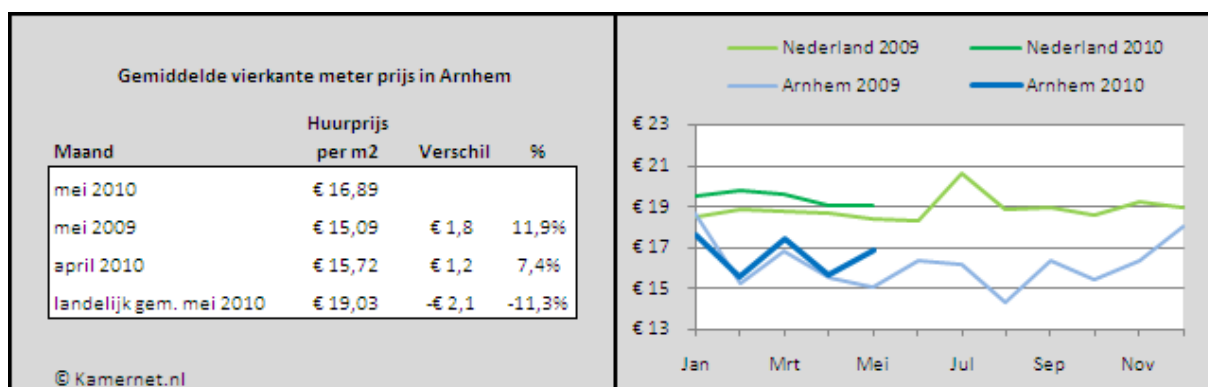 Gemiddelde vierkante meter prijs in Arnhem
Huurprijs
Maand per m2 Verschil %
mei 2010 € 16,89
mei 2009 € 15,09 € 1,8 11,9%
april 2010 € 15,72 € 1,2 7,4%
landelijk gem. mei 2010 € 19,03 -€ 2,1 -11,3%
© Kamernet.nl
Nederland 2009 Nederland 2010
Arnhem 2009 Arnhem 2010
€ 23
€ 21
€ 19
€ 17
€ 15
€ 13
Jan Mrt Mei Jul Sep Nov